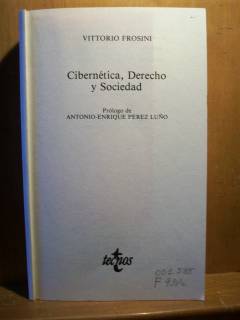 VITTORIO FROSINI
Cibernética, Derecho
y Sociedad
Prólogo de
ANTONIO-ENRIQUE PEREZ LUÑO
tecnos